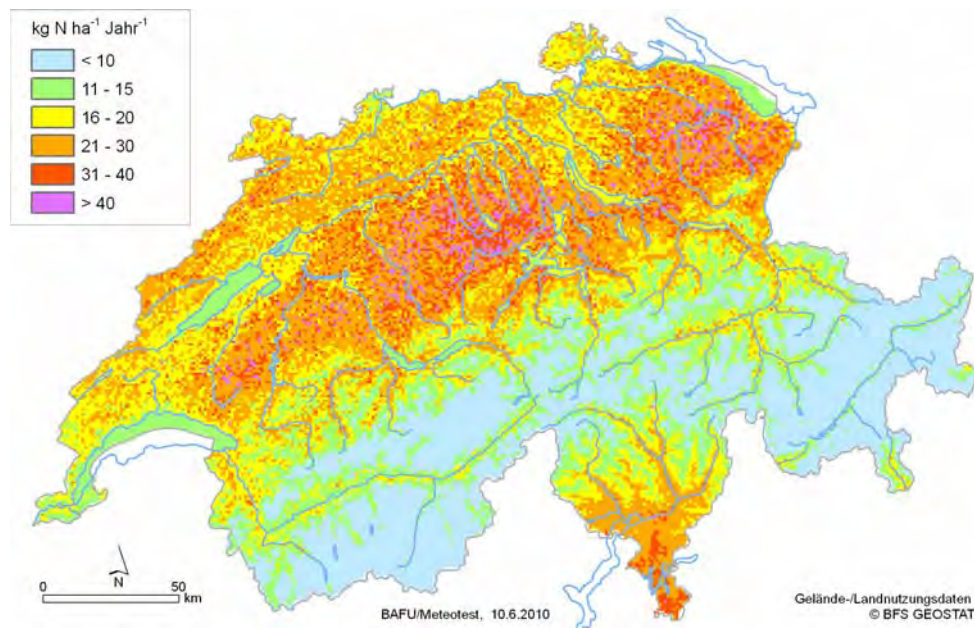 kg N ha⁻¹ Jahr⁻¹
< 10
11 - 15
16 - 20
21 - 30
31 - 40
> 40
N
0 50
km
BAFU/Meteotest, 10.6.2010
Gelände-/Landnutzungsdaten
© BFS GEOSTAT